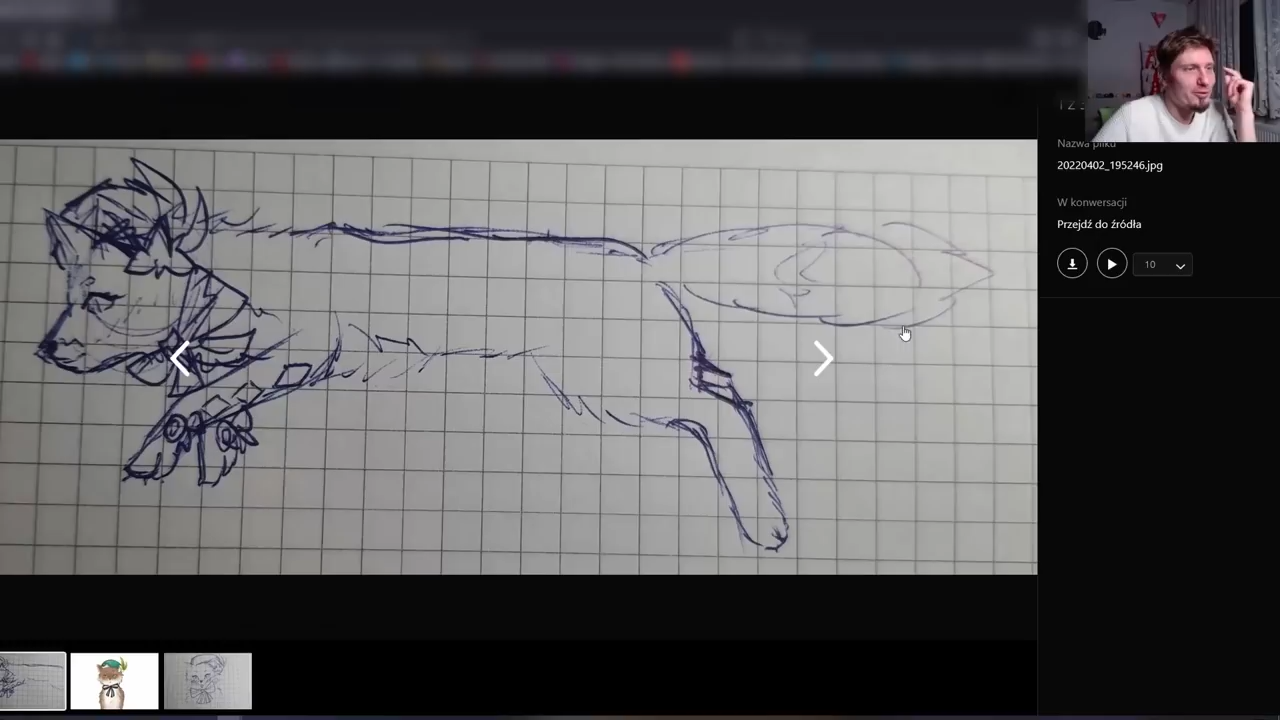 Nazwa pliku
20220402_195246.jpg
W konwersacji
Przejdź do źródła
10